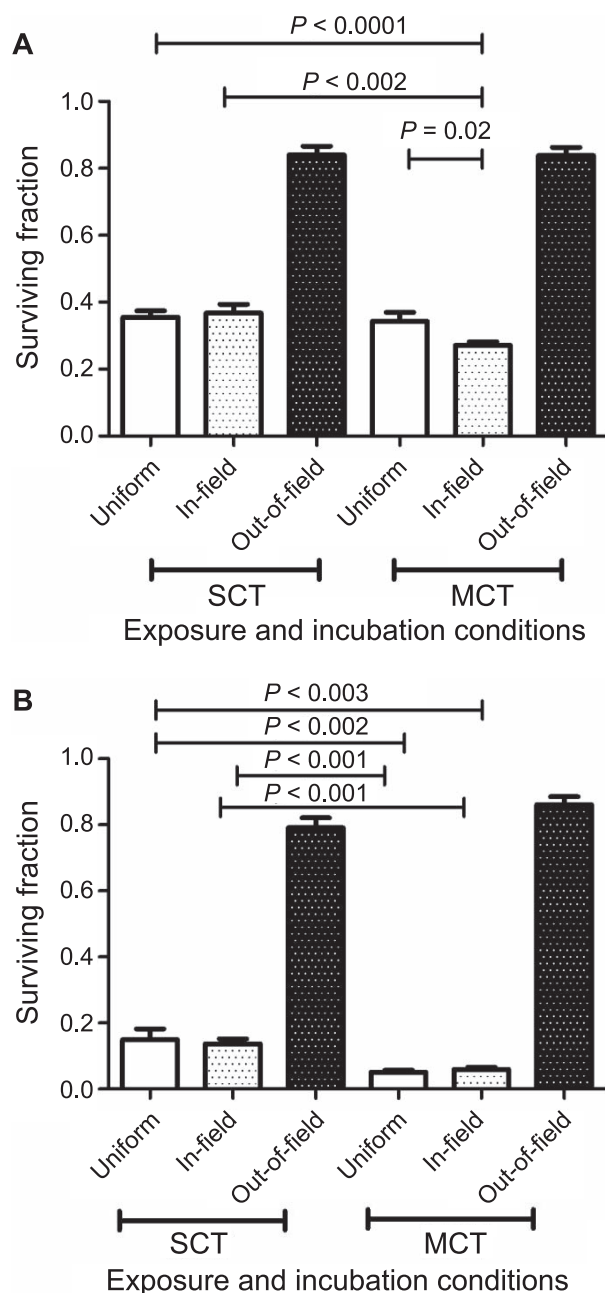 A
P < 0.0001
P < 0.002
P = 0.02
1.0
0.8
0.6
0.4
0.2
0.0
Surviving fraction
Uniform In-field Out-of-field Uniform In-field Out-of-field
SCT MCT
Exposure and incubation conditions
B
P < 0.003
P < 0.002
P < 0.001
P < 0.001
1.0
0.8
0.6
0.4
0.2
0.0
Surviving fraction
Uniform In-field Out-of-field Uniform In-field Out-of-field
SCT MCT
Exposure and incubation conditions